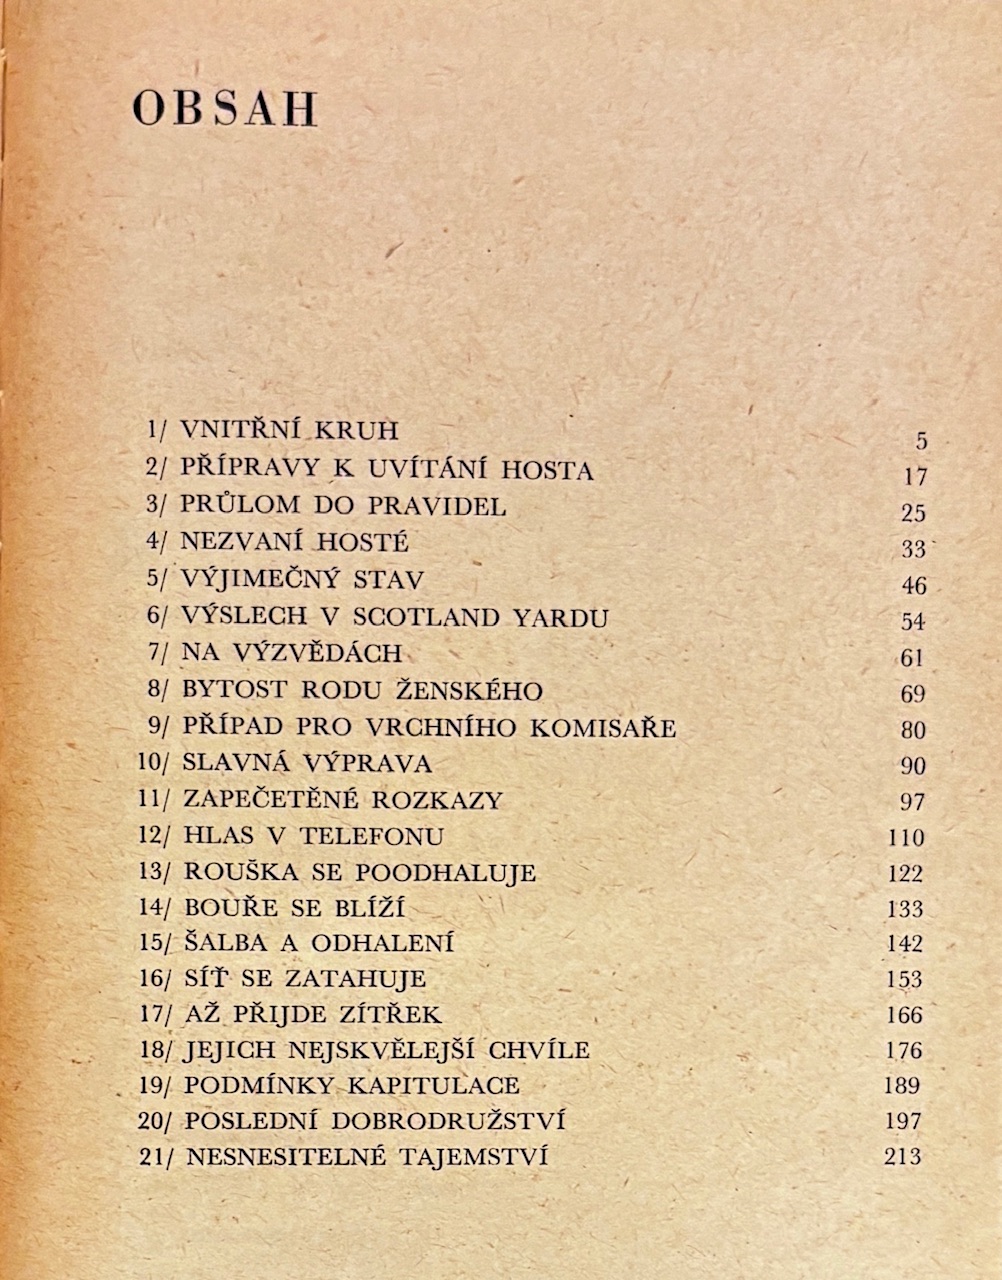 OBSAH
1/ VNITŘNÍ KRUH 5
2/ PŘÍPRAVY K UVÍTÁNÍ HOSTA 17
3/ PRŮLOM DO PRAVIDEL 25
4/ NEZVANÍ HOSTÉ 33
5/ VÝJIMEČNÝ STAV 46
6/ VÝSLECH V SCOTLAND YARDU 54
7/ NA VÝZVĚDÁCH 61
8/ BYTOST RODU ŽENSKÉHO 69
9/ PŘÍPAD PRO VRCHNÍHO KOMISAŘE 80
10/ SLAVNÁ VÝPRAVA 90
11/ ZAPEČETĚNÉ ROZKAZY 97
12/ HLAS V TELEFONU 110
13/ ROUŠKA SE POODHALUJE 122
14/ BOUŘE SE BLÍŽÍ 133
15/ ŠALBA A ODHALENÍ 142
16/ SÍŤ SE ZATAHUJE 153
17/ AŽ PŘIJDE ZÍTŘEK 166
18/ JEJICH NEJSKVĚLEJŠÍ CHVÍLE 176
19/ PODMÍNKY KAPITULACE 189
20/ POSLEDNÍ DOBRODRUŽSTVÍ 197
21/ NESNESITELNÉ TAJEMSTVÍ 213